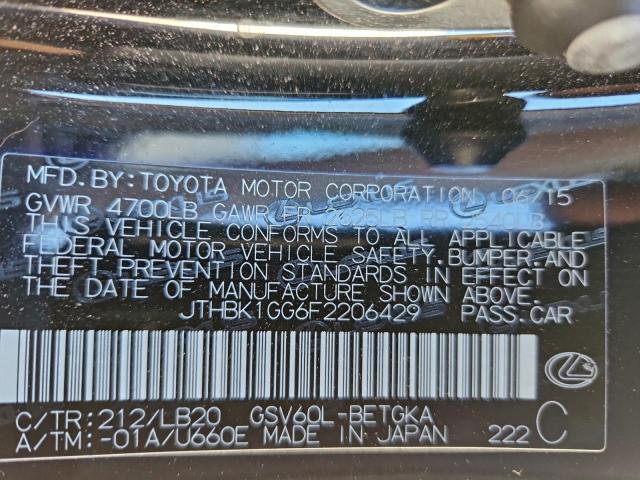 MFD. BY: TOYOTA MOTOR CORPORATION 06/15
GVWR 4700LB GAWR FR 2625LB RR
THIS VEHICLE CONFORMS TO ALL APPLICABLE
FEDERAL MOTOR VEHICLE SAFETY, BUMPER AND
THEFT PREVENTION STANDARDS IN EFFECT ON
THE DATE OF MANUFACTURE SHOWN ABOVE.
JTHBK1GG6F2206429 PASS.CAR
C/TR:212/LB20 GSV60L-BETGKA
A/TM:-01A/U660E MADE IN JAPAN 222 C